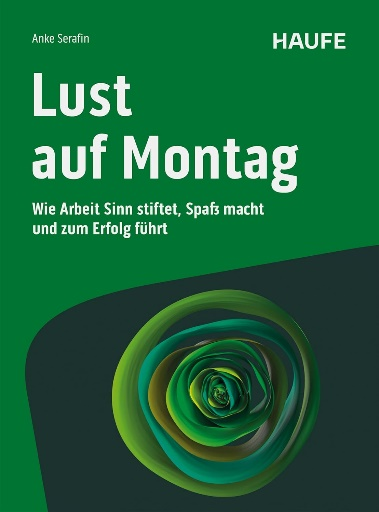 Anke Serafin
HAUFE
Lust
auf Montag
Wie Arbeit Sinn stiftet, Spaß macht
und zum Erfolg führt